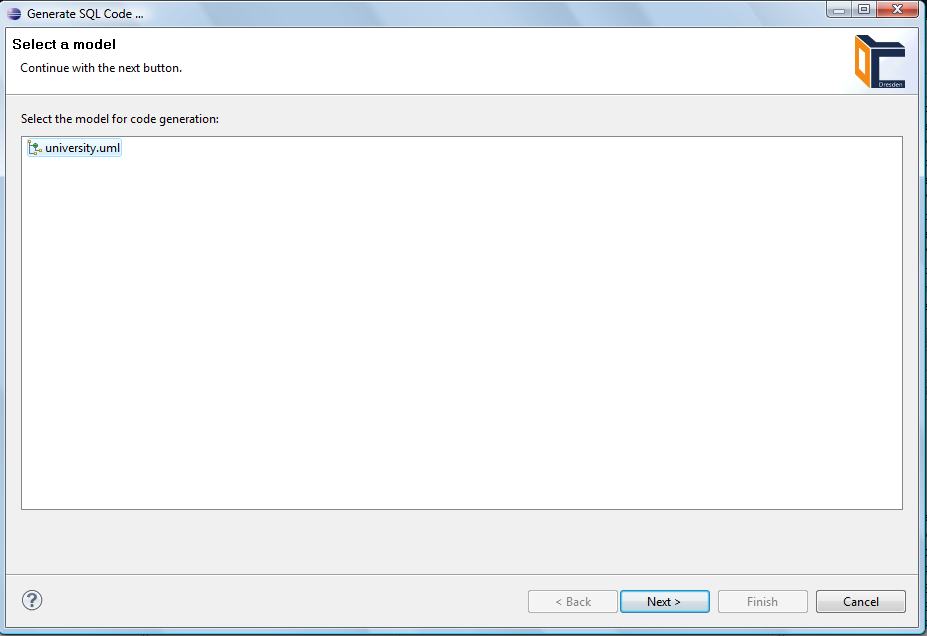 Generate SQL Code ...
Select a model
Continue with the next button.
Dresden
Select the model for code generation:
university.uml
?
< Back Next > Finish Cancel